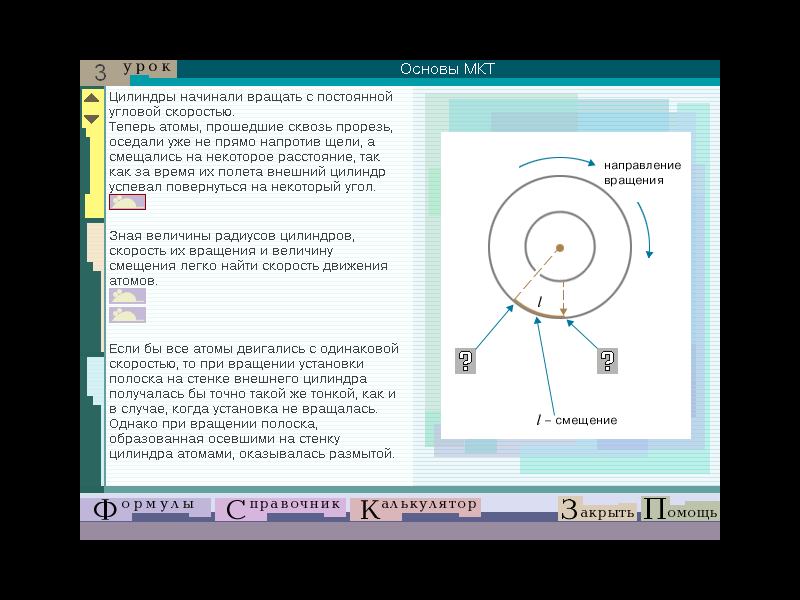 3 урок
Основы МКТ
Цилиндры начинали вращать с постоянной
угловой скоростью.
Теперь атомы, прошедшие сквозь прорезь,
оседали уже не прямо напротив щели, а
смещались на некоторое расстояние, так
как за время их полета внешний цилиндр
успевал повернуться на некоторый угол.
Зная величины радиусов цилиндров,
скорость их вращения и величину
смещения легко найти скорость движения
атомов.
Если бы все атомы двигались с одинаковой
скоростью, то при вращении установки
полоска на стенке внешнего цилиндра
получалась бы точно такой же тонкой, как и
в случае, когда установка не вращалась.
Однако при вращении полоска,
образованная осевшими на стенку
цилиндра атомами, оказывалась размытой.
направление
вращения
l
?
?
l – смещение
Формулы
Справочник
Калькулятор
Закрыть
Помощь